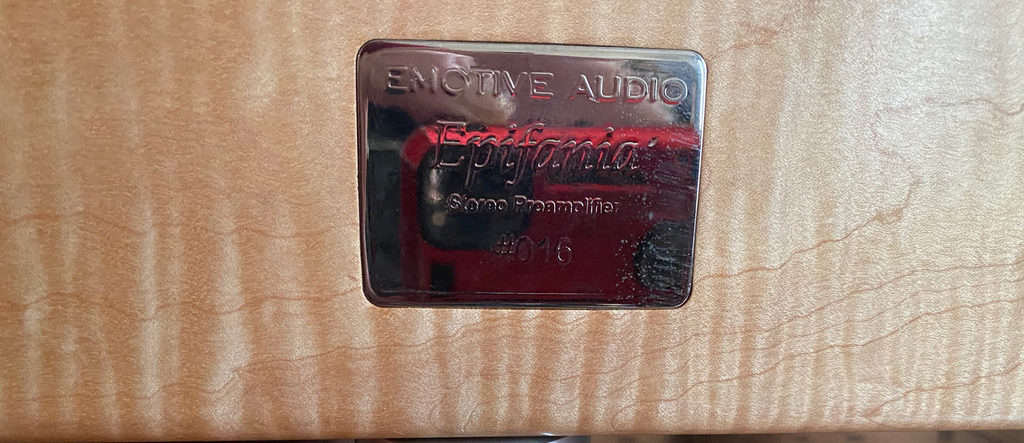 EMOTIVE AUDIO
Epifania
Stereo Preamplifier
#016